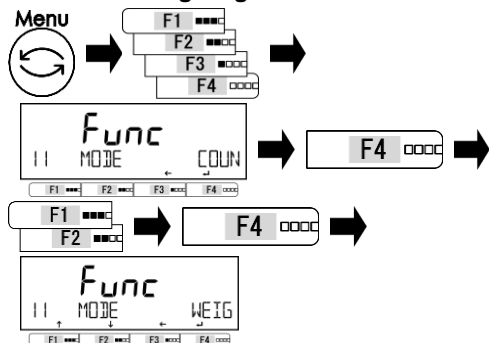 Menu
F1
F2
F3
F4
Func
11 MODE COUN
F1 F2 F3 F4
F4
F1
F2
F4
Func
11 MODE WEIG
F1 F2 F3 F4